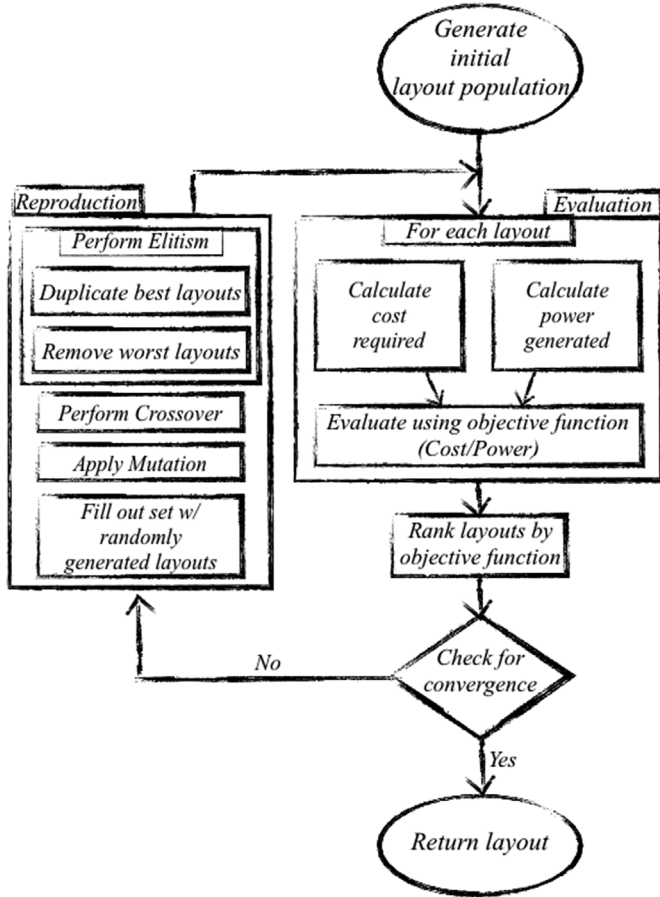 Generate
initial
layout population
Reproduction
Perform Elitism
Duplicate best layouts
Remove worst layouts
Perform Crossover
Apply Mutation
Fill out set w/
randomly
generated layouts
Evaluation
For each layout
Calculate
cost
required
Calculate
power
generated
Evaluate using objective function
(Cost/Power)
Rank layouts by
objective function
Check for
convergence
No
Yes
Return layout